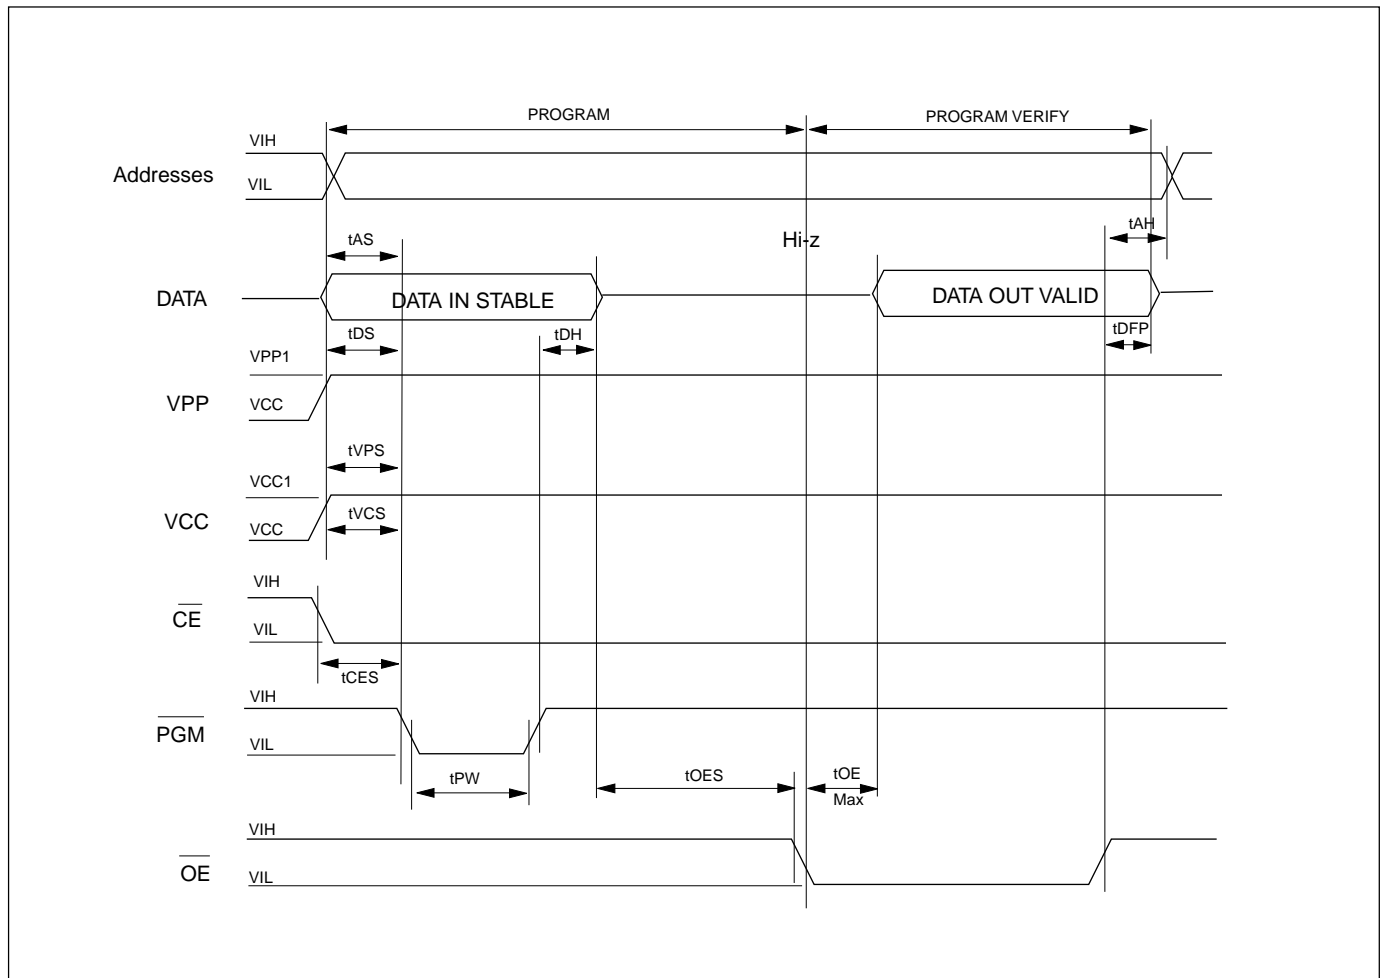 PROGRAM
PROGRAM VERIFY
VIH
Addresses
VIL
tAS
Hi-z
tAH
DATA
DATA IN STABLE
DATA OUT VALID
tDS
tDH
tDFP
VPP1
VPP
VCC
tVPS
VCC1
VCC
VCC
tVCS
VIH
CE
VIL
tCES
VIH
PGM
VIL
tPW
tOES
tOE
Max
VIH
OE
VIL